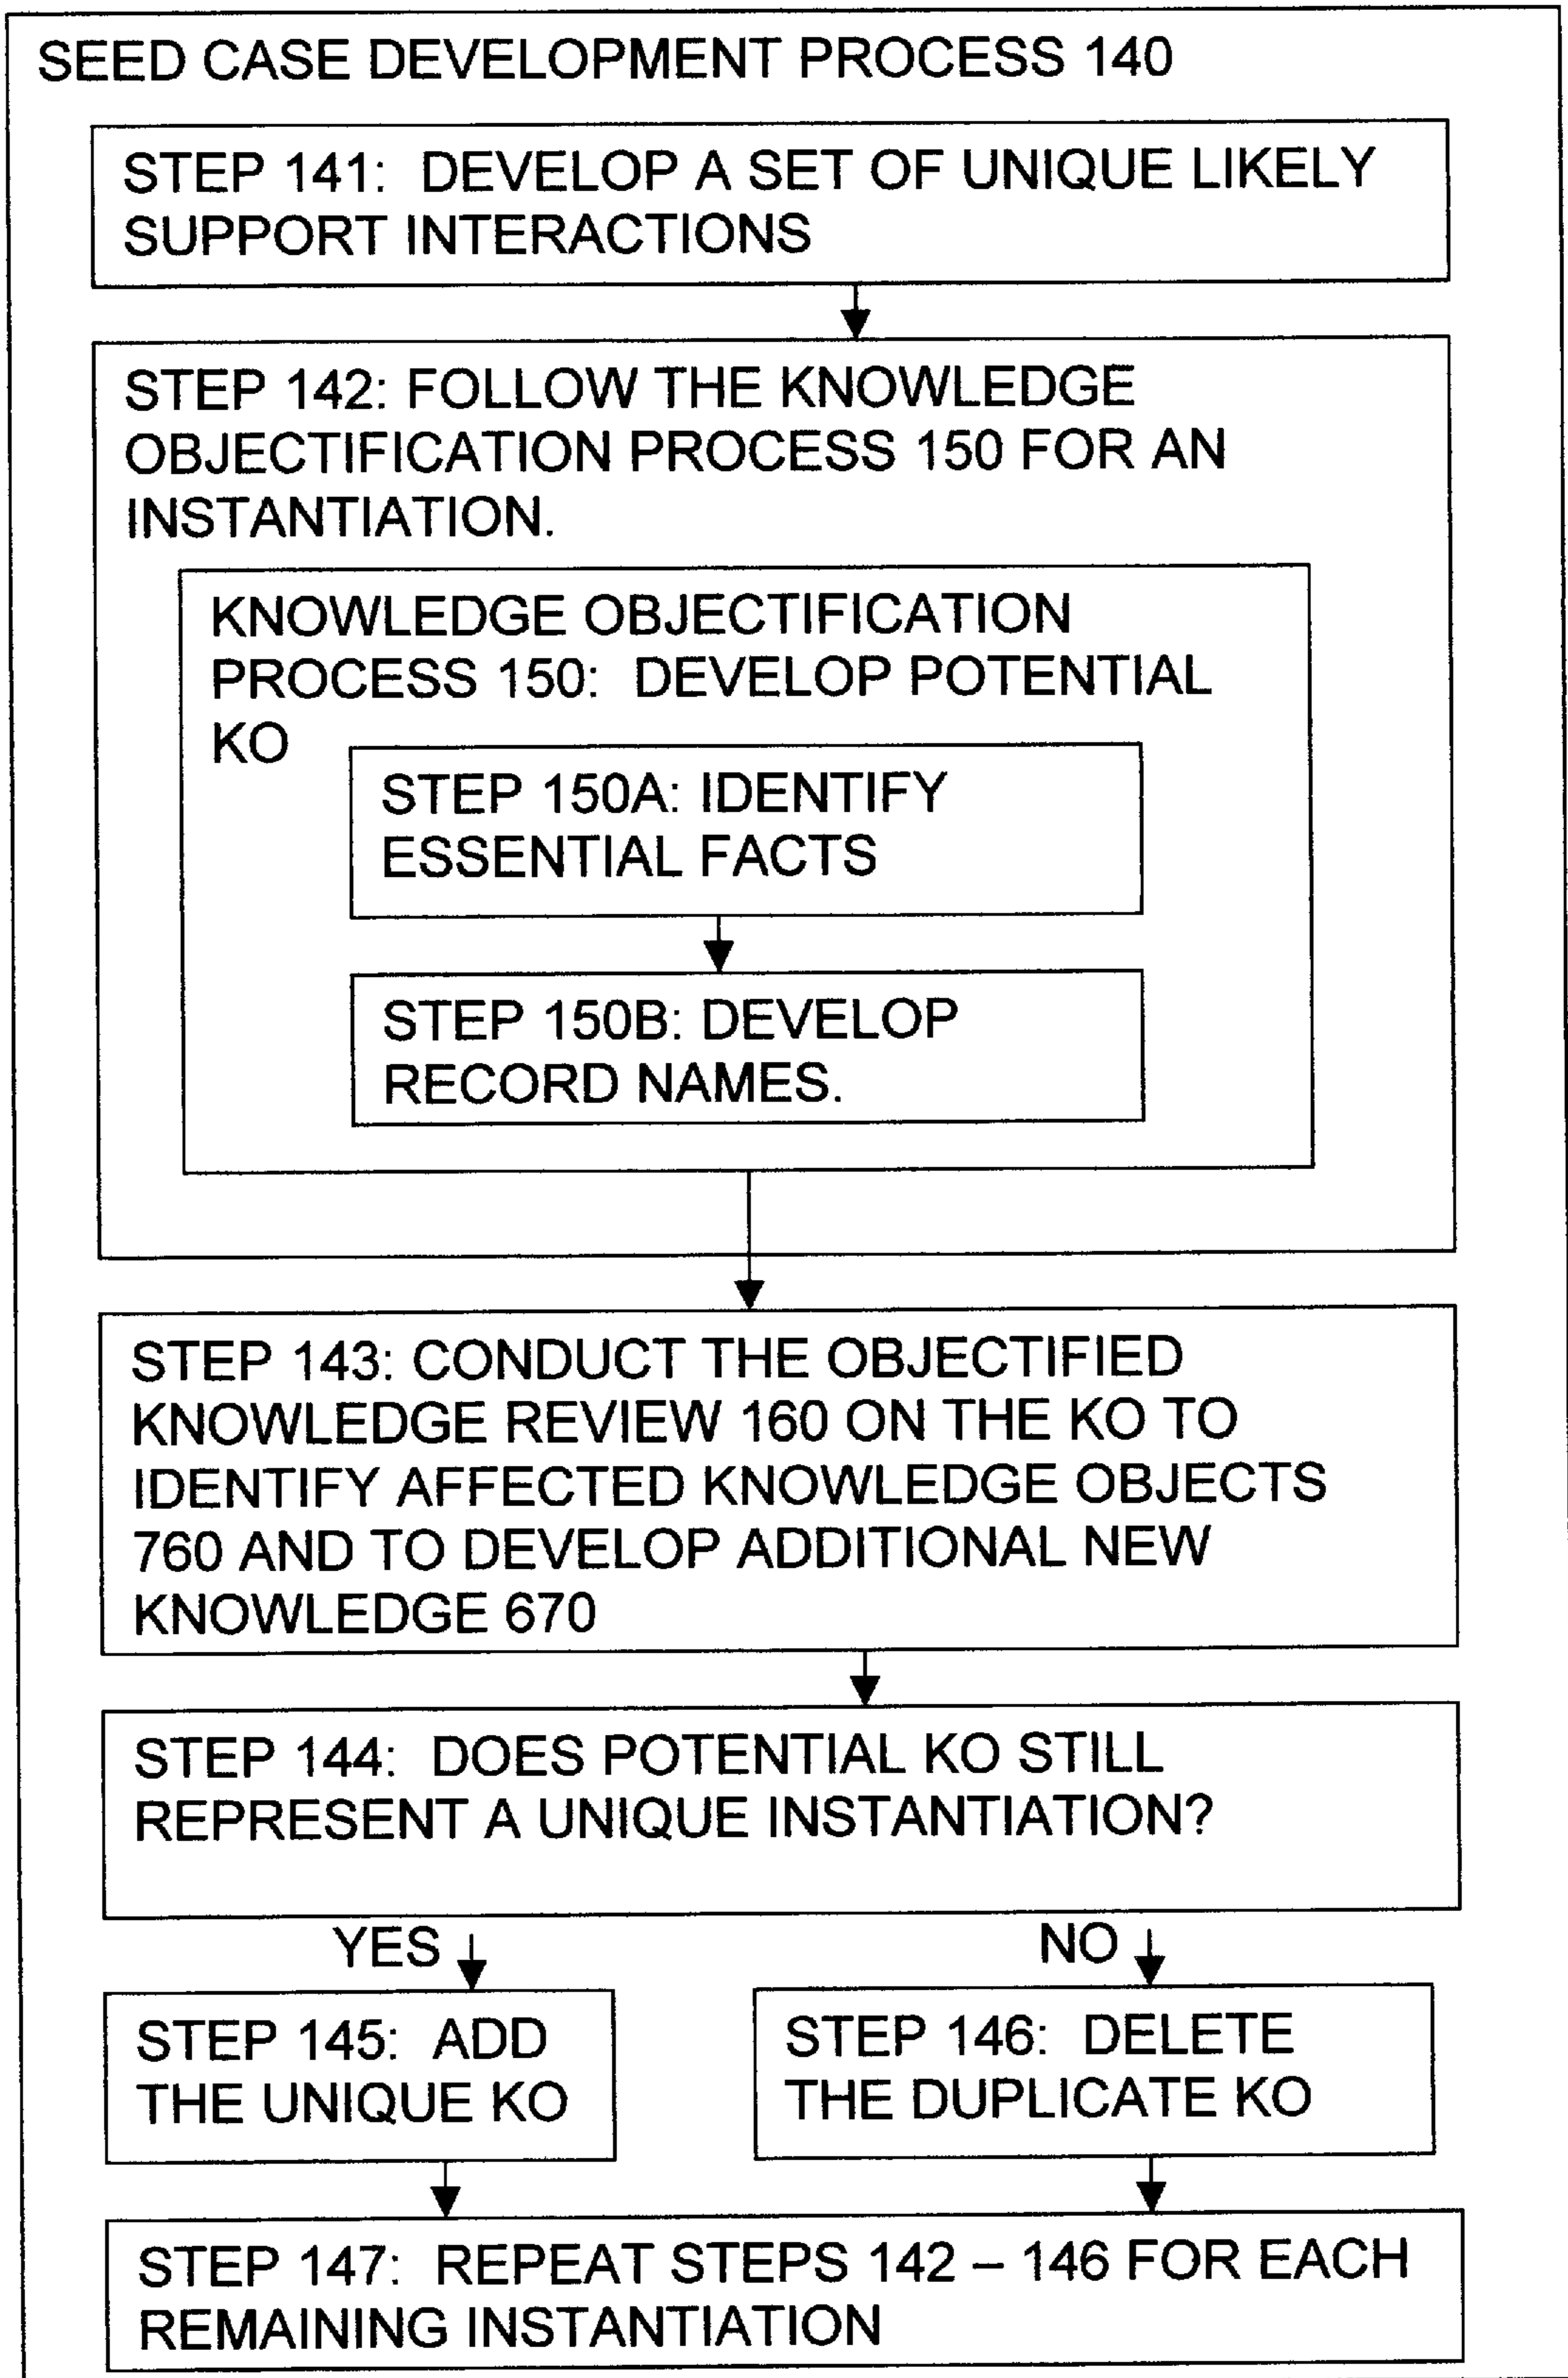 SEED CASE DEVELOPMENT PROCESS 140
STEP 141: DEVELOP A SET OF UNIQUE LIKELY
SUPPORT INTERACTIONS
STEP 142: FOLLOW THE KNOWLEDGE
OBJECTIFICATION PROCESS 150 FOR AN
INSTANTIATION.
KNOWLEDGE OBJECTIFICATION
PROCESS 150: DEVELOP POTENTIAL
KO
STEP 150A: IDENTIFY
ESSENTIAL FACTS
STEP 150B: DEVELOP
RECORD NAMES.
STEP 143: CONDUCT THE OBJECTIFIED
KNOWLEDGE REVIEW 160 ON THE KO TO
IDENTIFY AFFECTED KNOWLEDGE OBJECTS
760 AND TO DEVELOP ADDITIONAL NEW
KNOWLEDGE 670
STEP 144: DOES POTENTIAL KO STILL
REPRESENT A UNIQUE INSTANTIATION?
YES
NO
STEP 145: ADD
THE UNIQUE KO
STEP 146: DELETE
THE DUPLICATE KO
STEP 147: REPEAT STEPS 142 – 146 FOR EACH
REMAINING INSTANTIATION